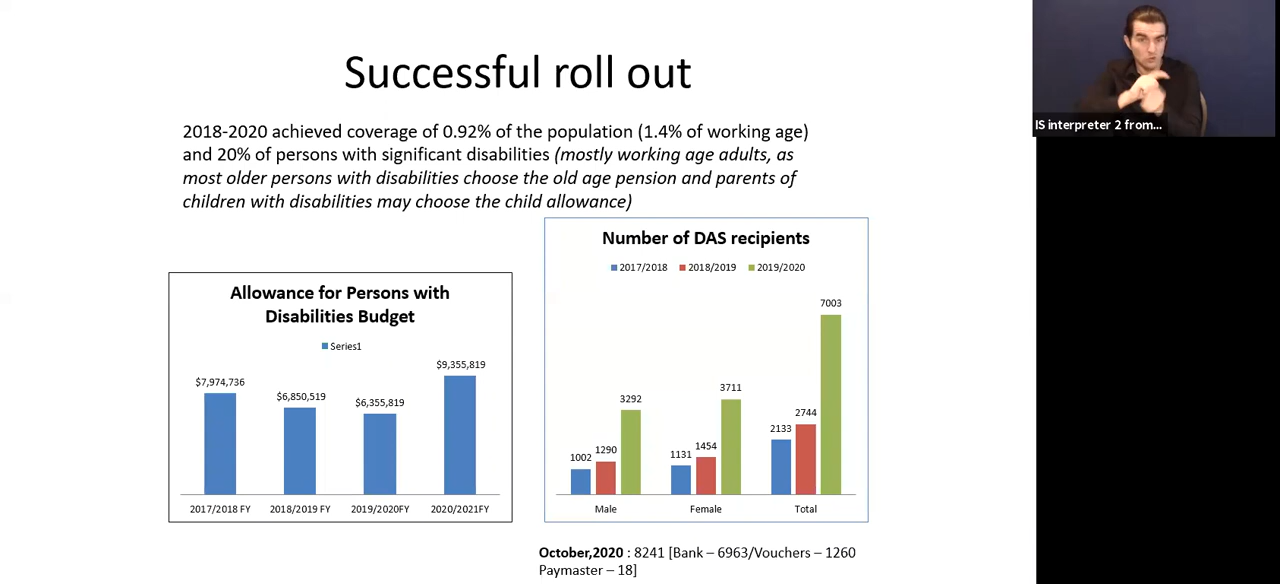 Successful roll out
2018-2020 achieved coverage of 0.92% of the population (1.4% of working age)
and 20% of persons with significant disabilities (mostly working age adults, as
most older persons with disabilities choose the old age pension and parents of
children with disabilities may choose the child allowance)
Allowance for Persons with
Disabilities Budget
Series1
$7,974,736
$6,850,519
$6,355,819
$9,355,819
2017/2018 FY
2018/2019 FY
2019/2020FY
2020/2021FY
Number of DAS recipients
2017/2018
2018/2019
2019/2020
1002
1290
3292
1131
1454
3711
2133
2744
7003
Male
Female
Total
October,2020 : 8241 [Bank – 6963/Vouchers – 1260
Paymaster – 18]
IS interpreter 2 from...